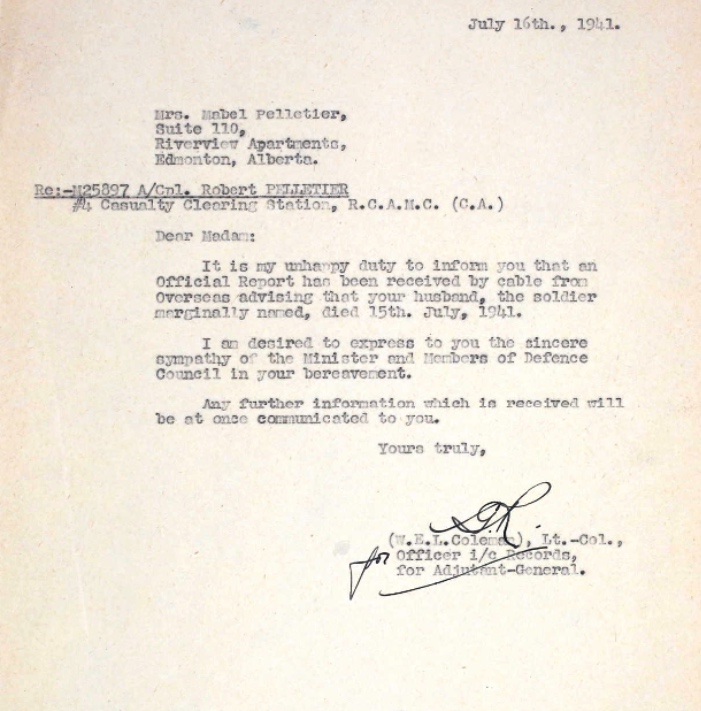 July 16th., 1941.
Mrs. Mabel Pelletier,
Suite 110,
Riverview Apartments,
Edmonton, Alberta.
Re:-M25897 A/Cpl. Robert PELLETIER
#4 Casualty Clearing Station, R.C.A.M.C. (C.A.)
Dear Madam:
It is my unhappy duty to inform you that an
Official Report has been received by cable from
Overseas advising that your husband, the soldier
marginally named, died 15th. July, 1941.
I am desired to express to you the sincere
sympathy of the Minister and Members of Defence
Council in your bereavement.
Any further information which is received will
be at once communicated to you.
Yours truly,
(W.E.L.Coleman), Lt.-Col.,
for Officer i/c Records,
for Adjutant-General.